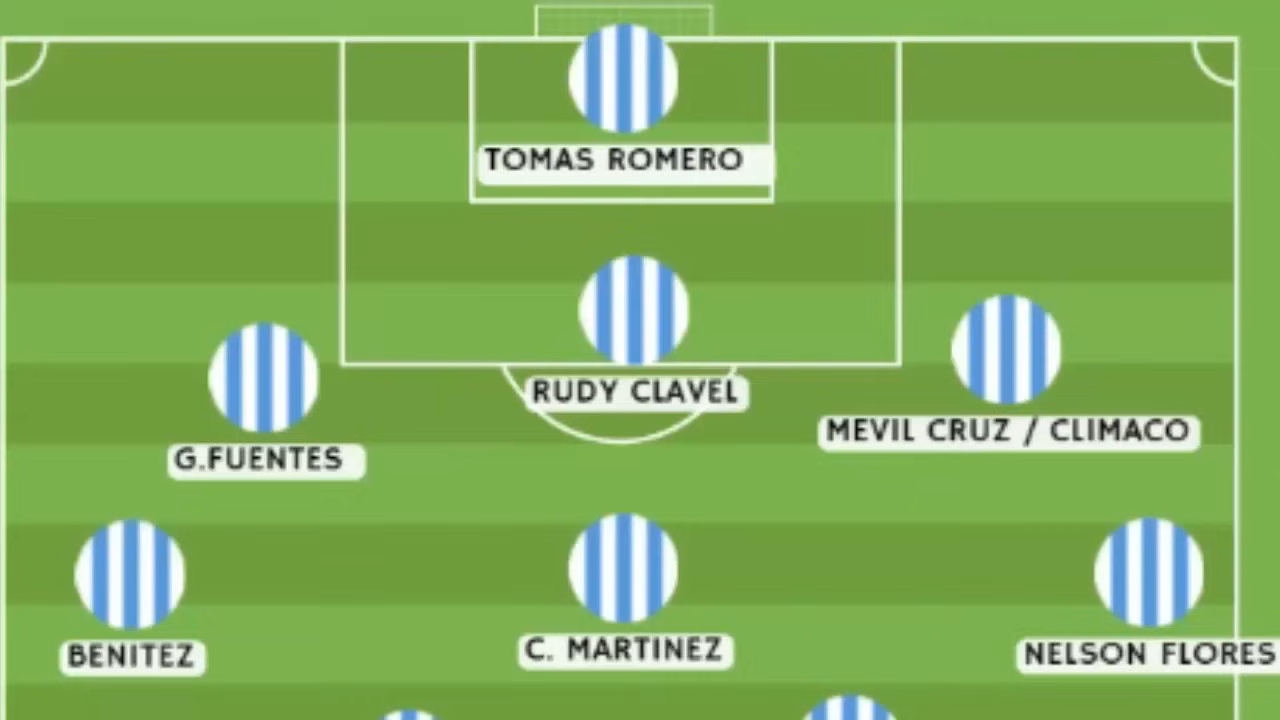 TOMAS ROMERO
RUDY CLAVEL
G.FUENTES
MEVIL CRUZ / CLIMACO
BENITEZ
C. MARTINEZ
NELSON FLORES